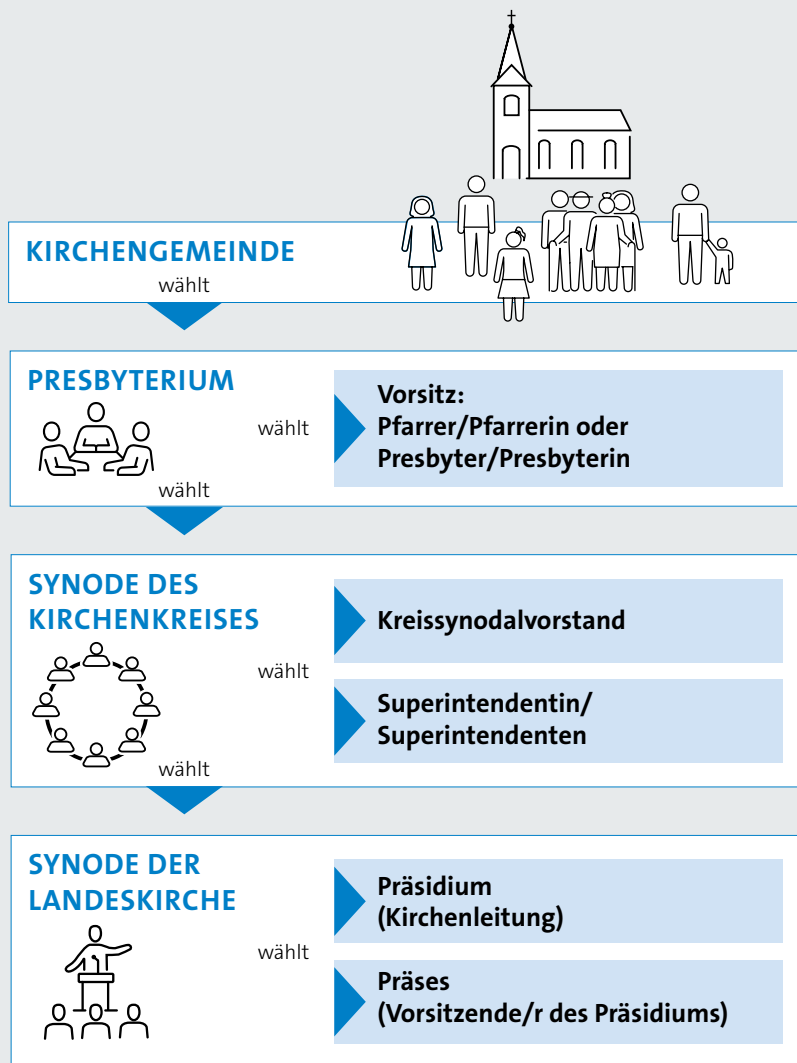 KIRCHENGEMEINDE
wählt
PRESBYTERIUM
wählt
Vorsitz:
Pfarrer/Pfarrerin oder
Presbyter/Presbyterin
wählt
SYNODE DES
KIRCHENKREISES
wählt
Kreissynodalvorstand
Superintendentin/
Superintendenten
wählt
SYNODE DER
LANDESKIRCHE
wählt
Präsidium
(Kirchenleitung)
Präses
(Vorsitzende/r des Präsidiums)